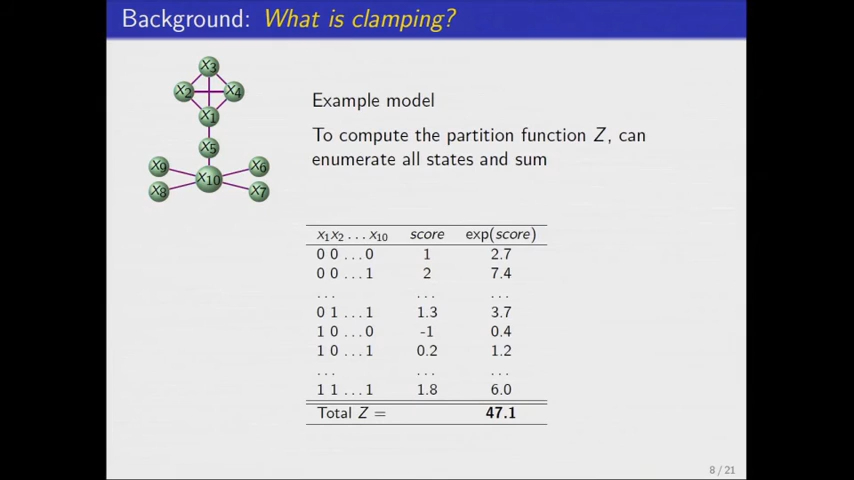 Background: What is clamping?
x3
x2 x4
x1
x5
x9 x6
x10
x8 x7
Example model
To compute the partition function Z, can
enumerate all states and sum
x1x2 . . . x10 score exp(score)
0 0 . . . 0 1 2.7
0 0 . . . 1 2 7.4
. . . . . . . . .
0 1 . . . 1 1.3 3.7
1 0 . . . 0 -1 0.4
1 0 . . . 1 0.2 1.2
. . . . . . . . .
1 1 . . . 1 1.8 6.0
Total Z = 47.1
8 / 21